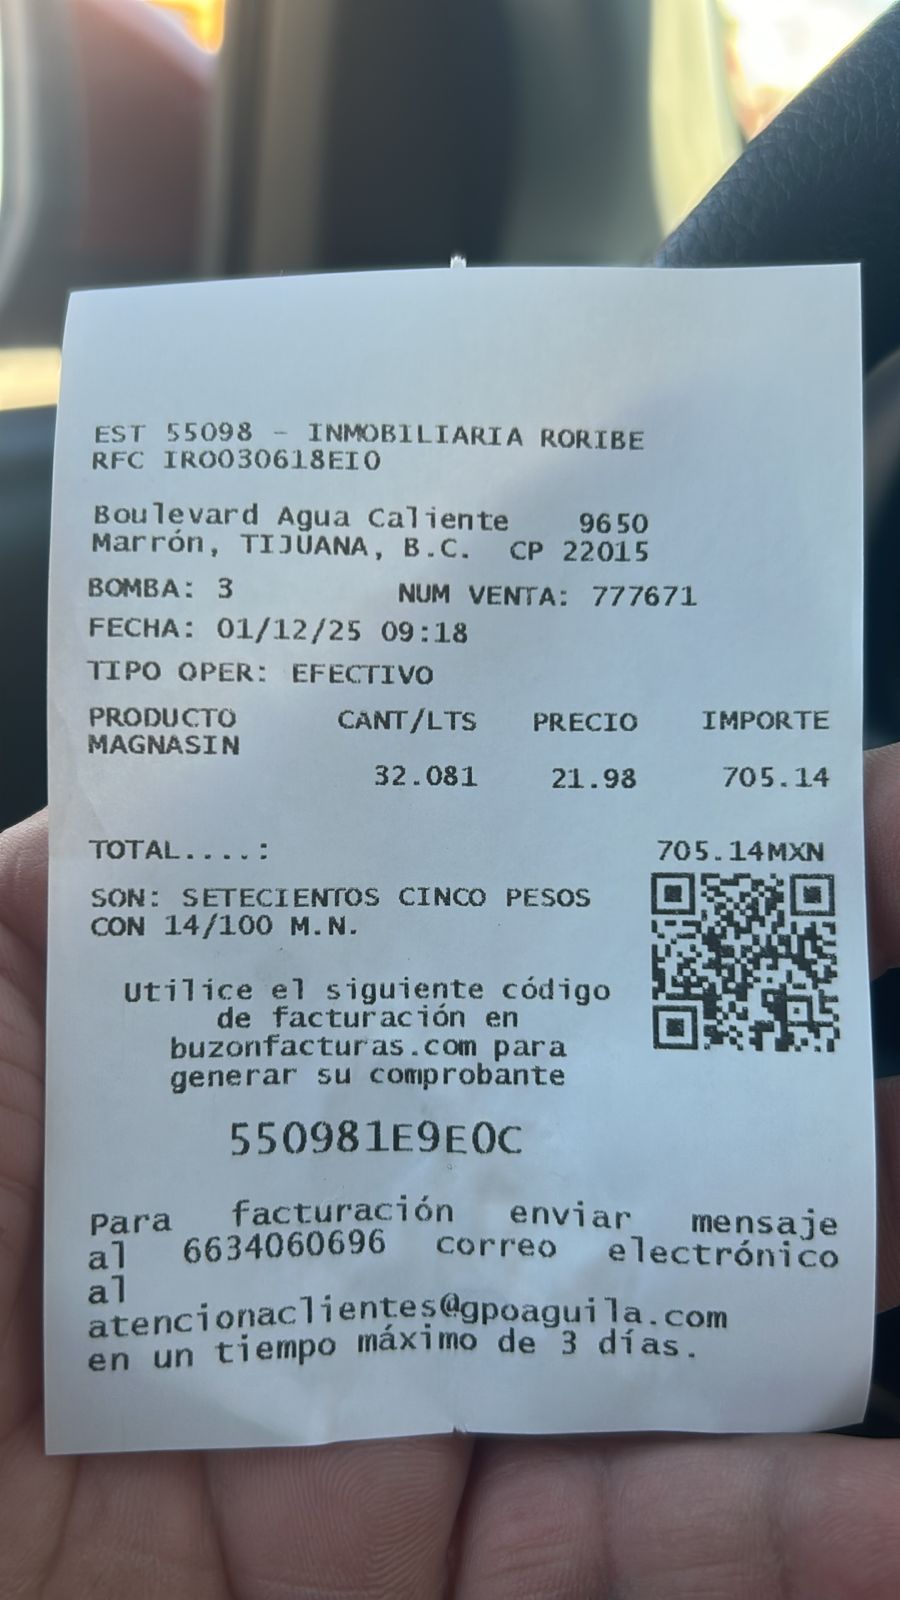 EST 55098 - INMOBILIARIA RORIBE
RFC IRO030618EI0
Boulevard Agua Caliente 9650
Marrón, TIJUANA, B.C. CP 22015
BOMBA: 3 NUM VENTA: 777671
FECHA: 01/12/25 09:18
TIPO OPER: EFECTIVO
PRODUCTO CANT/LTS PRECIO IMPORTE
MAGNASIN
32.081 21.98 705.14
TOTAL....: 705.14MXN
SON: SETECIENTOS CINCO PESOS
CON 14/100 M.N.
Utilice el siguiente código
de facturación en
buzonfacturas.com para
generar su comprobante
550981E9E0C
Para facturación enviar mensaje
al 6634060696 correo electrónico
al
atencionaclientes@gpoaguila.com
en un tiempo máximo de 3 días.